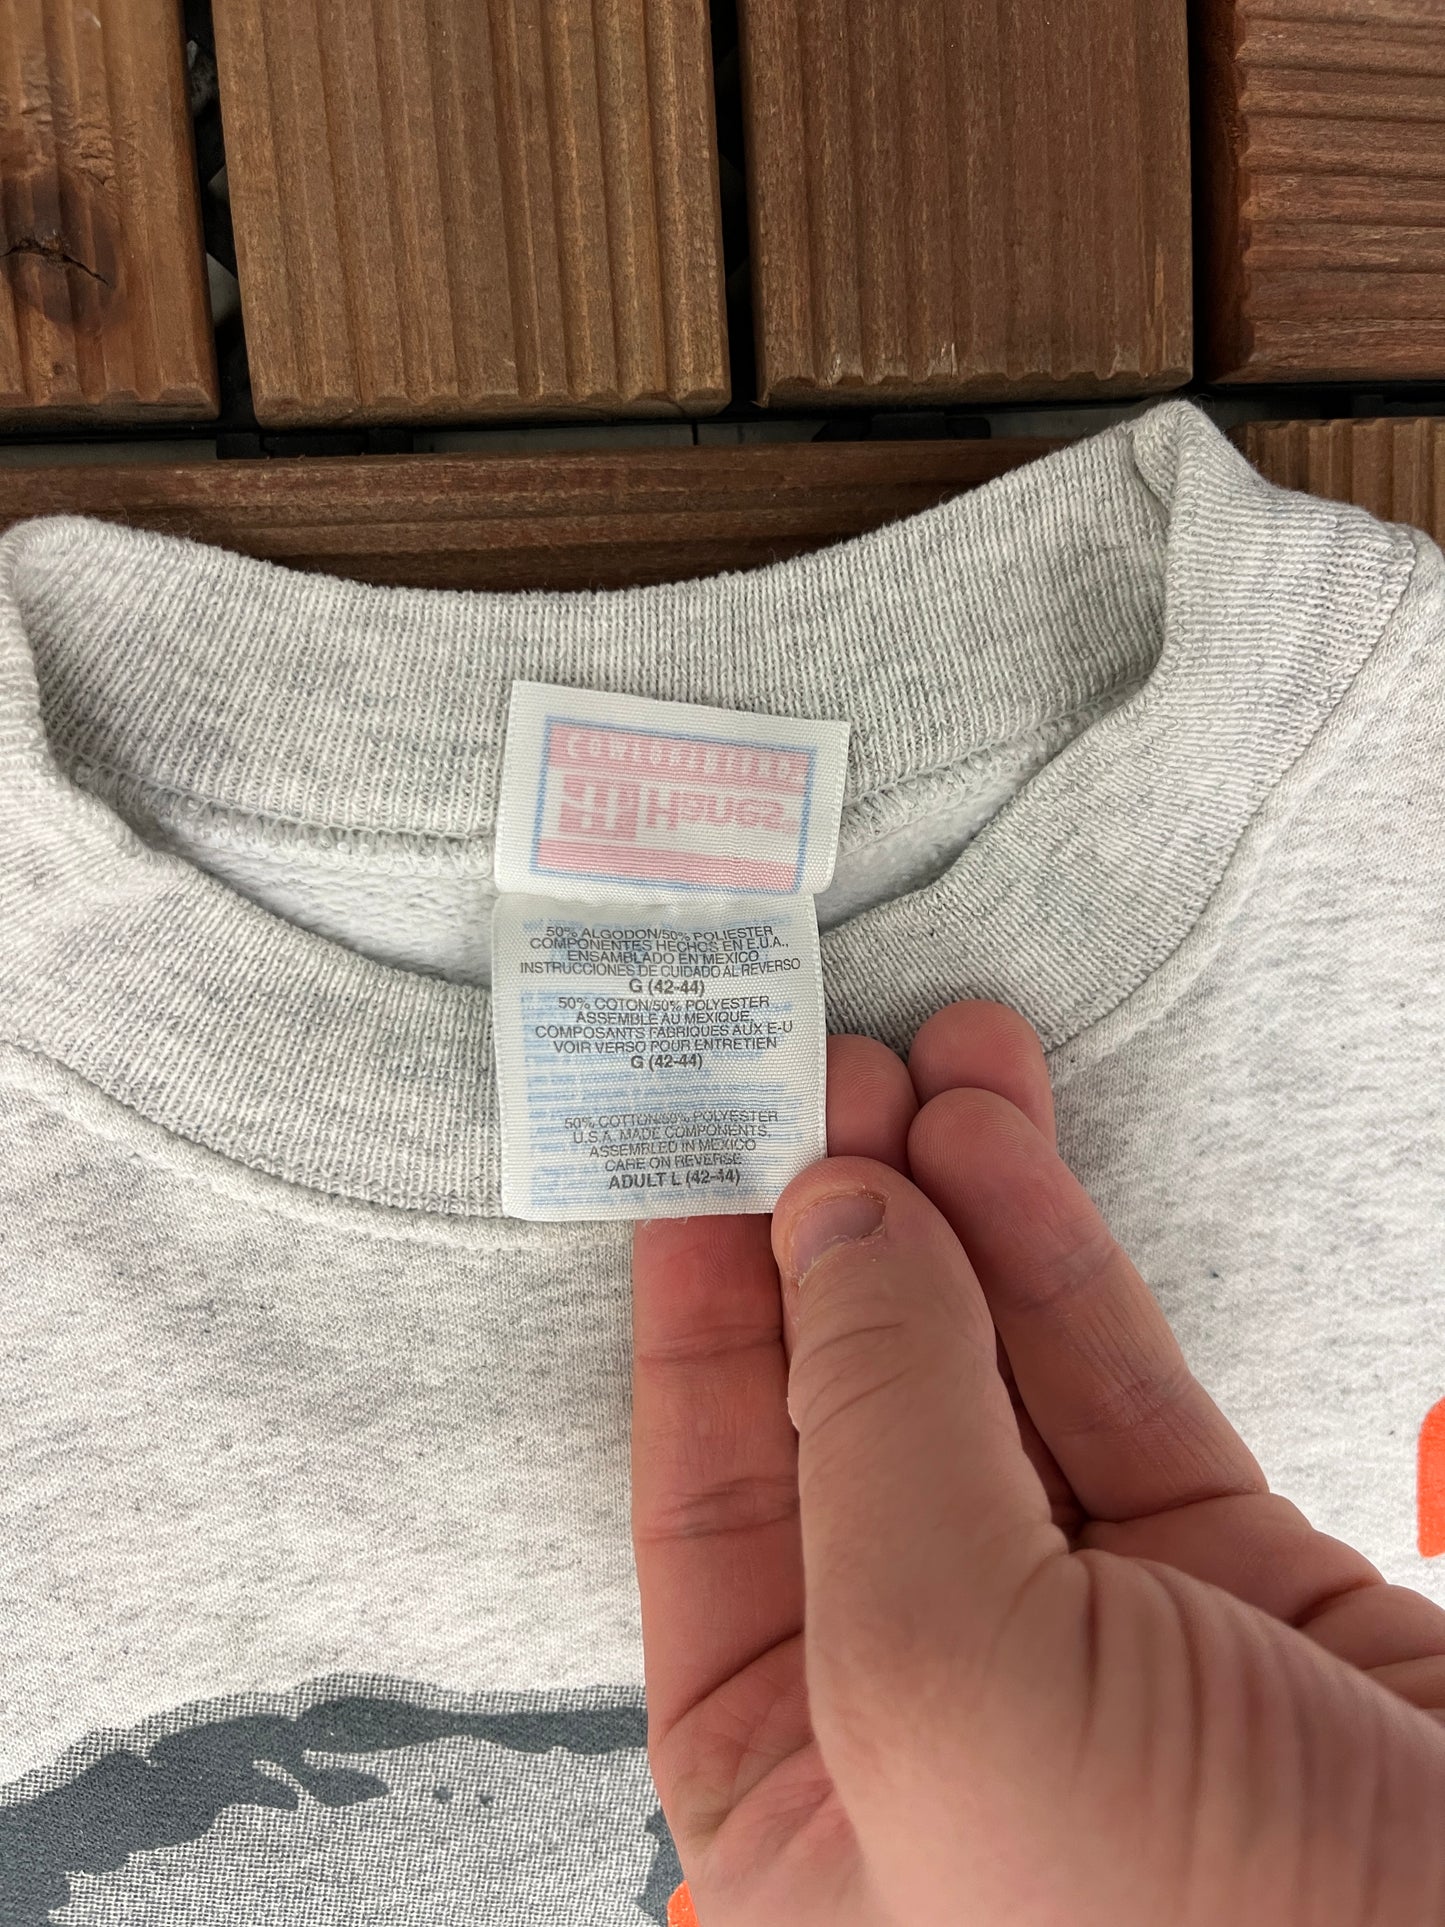 50% ALGODON/50% POLIESTER
COMPONENTES HECHOS EN E.U.A.,
ENSAMBLADO EN MEXICO
INSTRUCCIONES DE CUIDADO AL REVERSO
G (42-44)
50% COTON/50% POLYESTER
ASSEMBLE AU MEXIQUE,
COMPOSANTS FABRIQUES AUX E-U
VOIR VERSO POUR ENTRETIEN
G (42-44)
50% COTTON/50% POLYESTER
U.S.A. MADE COMPONENTS,
ASSEMBLED IN MEXICO
CARE ON REVERSE
ADULT L (42-44)